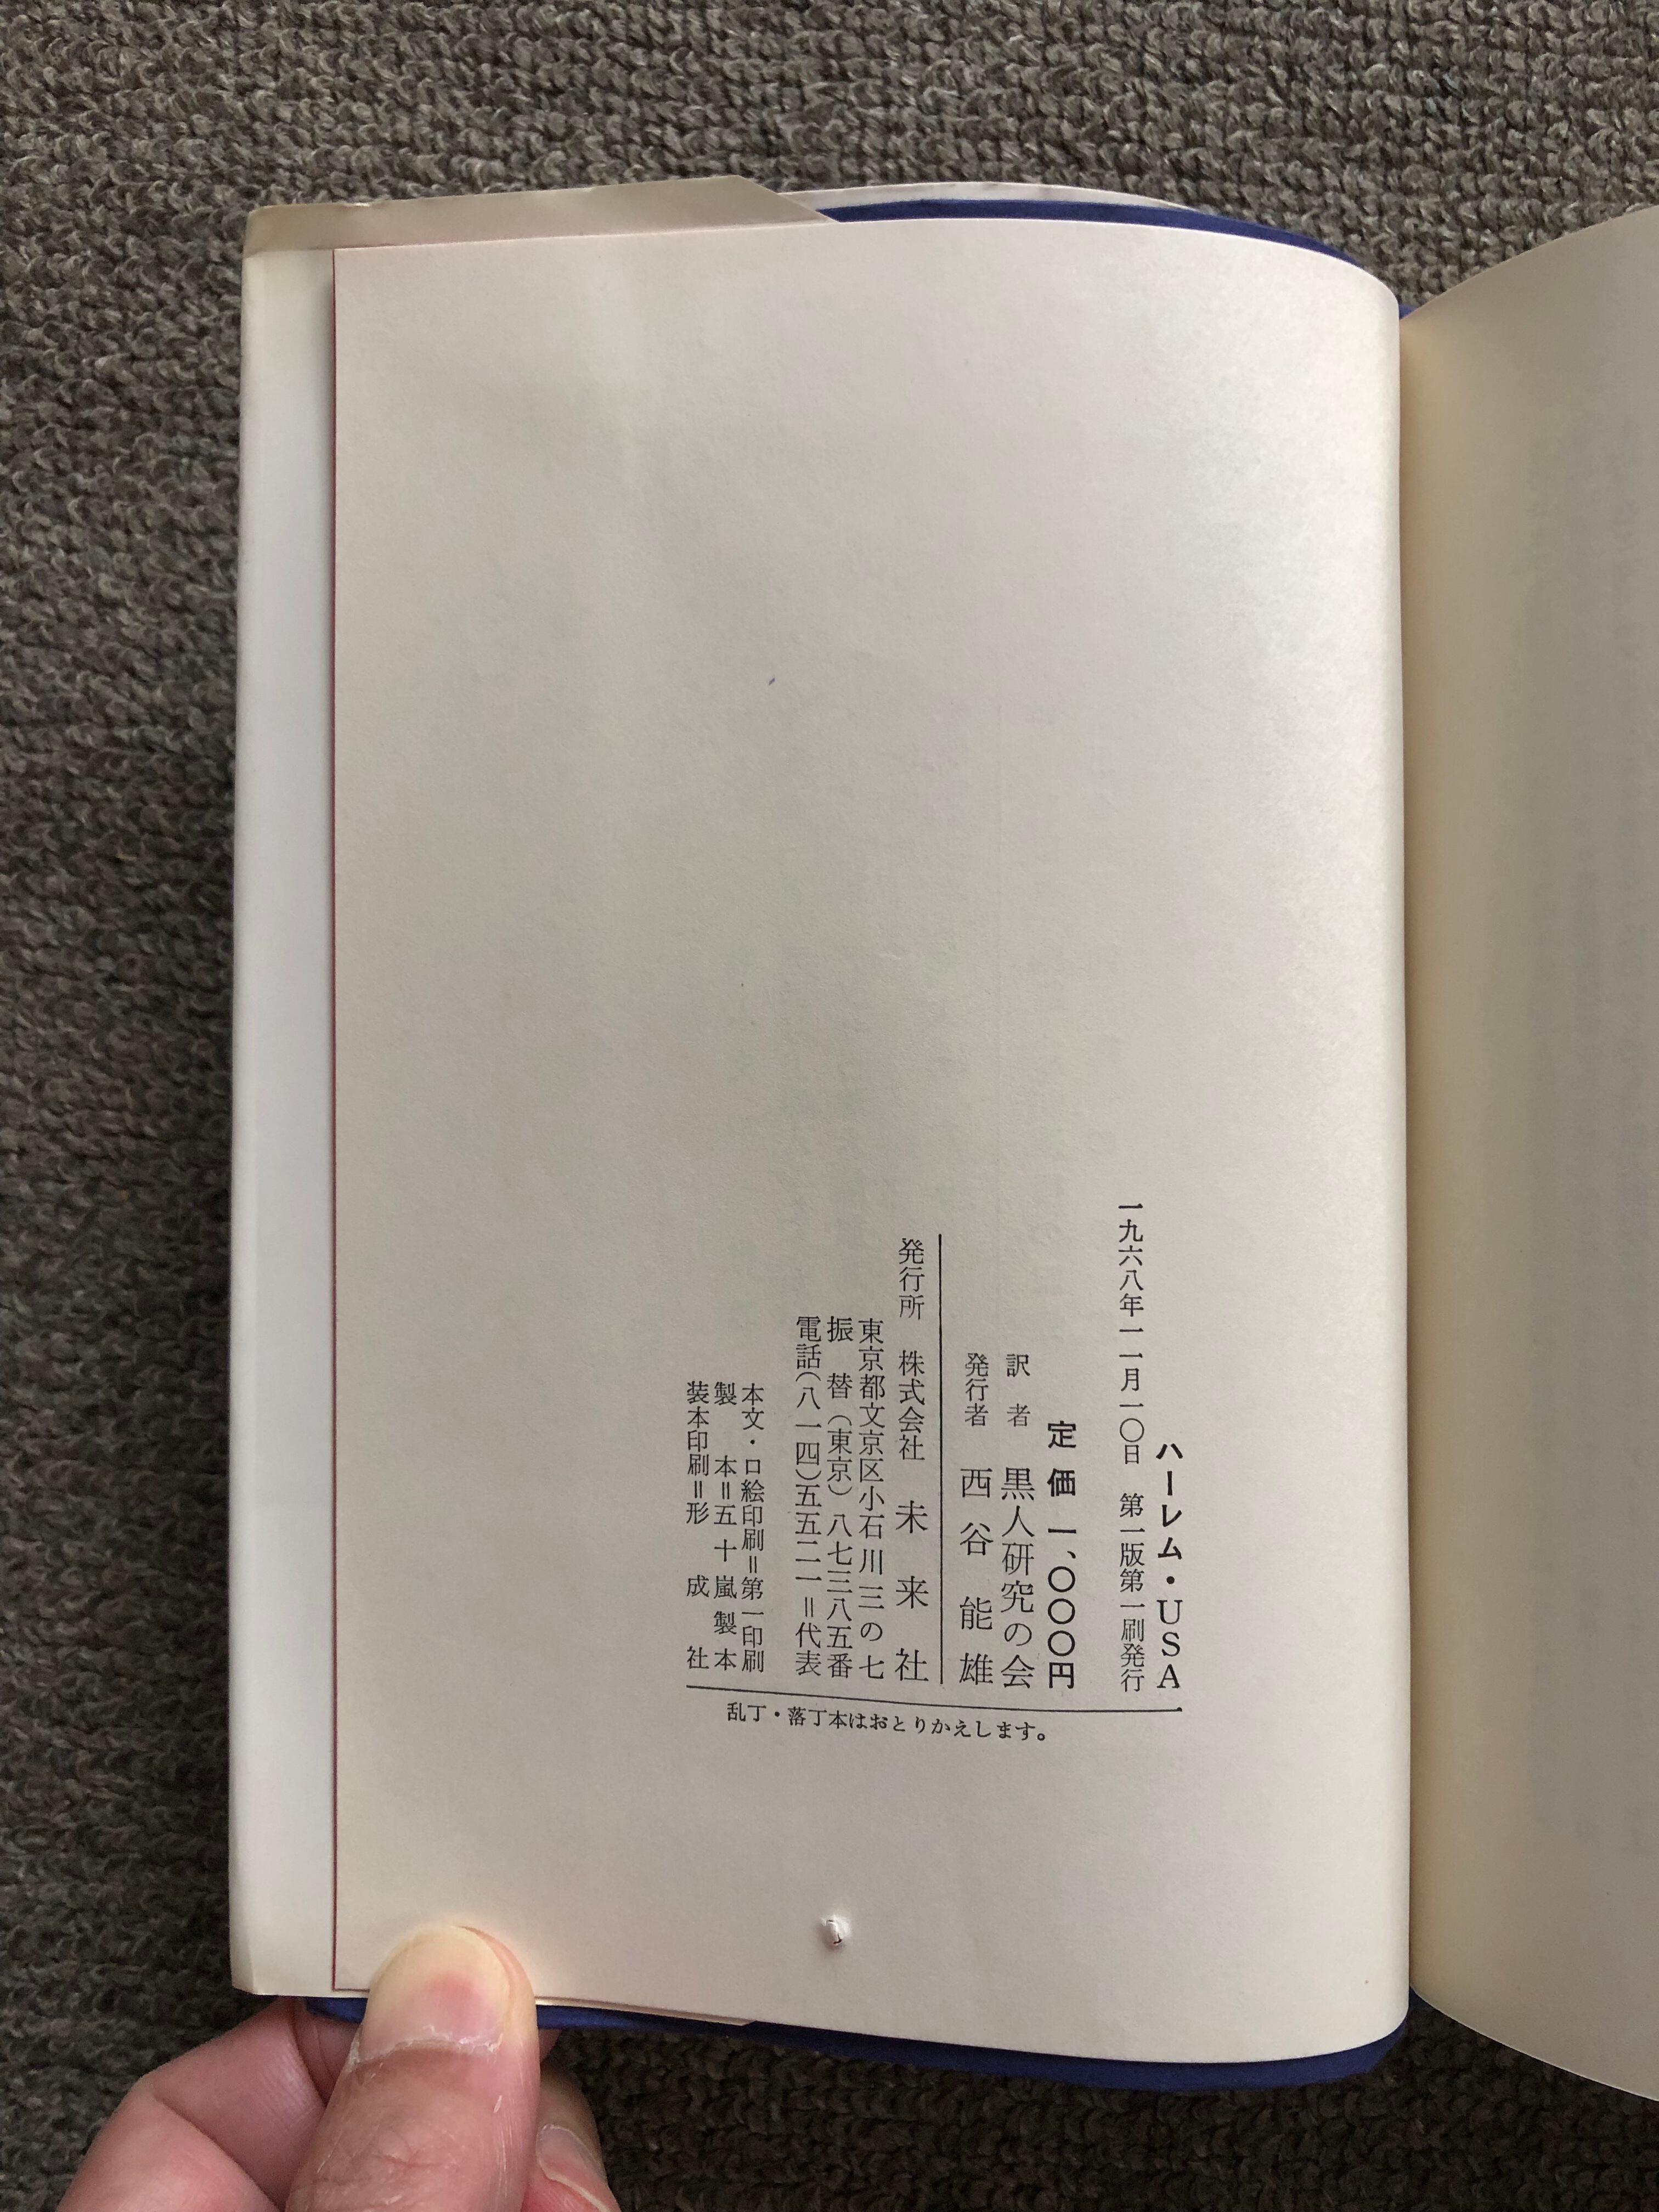 ハーレム・USA
一九六八年一一月一〇日　第一版第一刷発行
定価 一、〇〇〇円
訳者　黒人研究の会
発行者　西谷能雄
発行所　株式会社　未来社
東京都文京区小石川三の七
振替（東京）八七三八五番
電話（八一四）五五二一＝代表
本文・口絵印刷＝第一印刷
製本＝五十嵐製本
装本印刷＝形成社
乱丁・落丁本はおとりかえします。